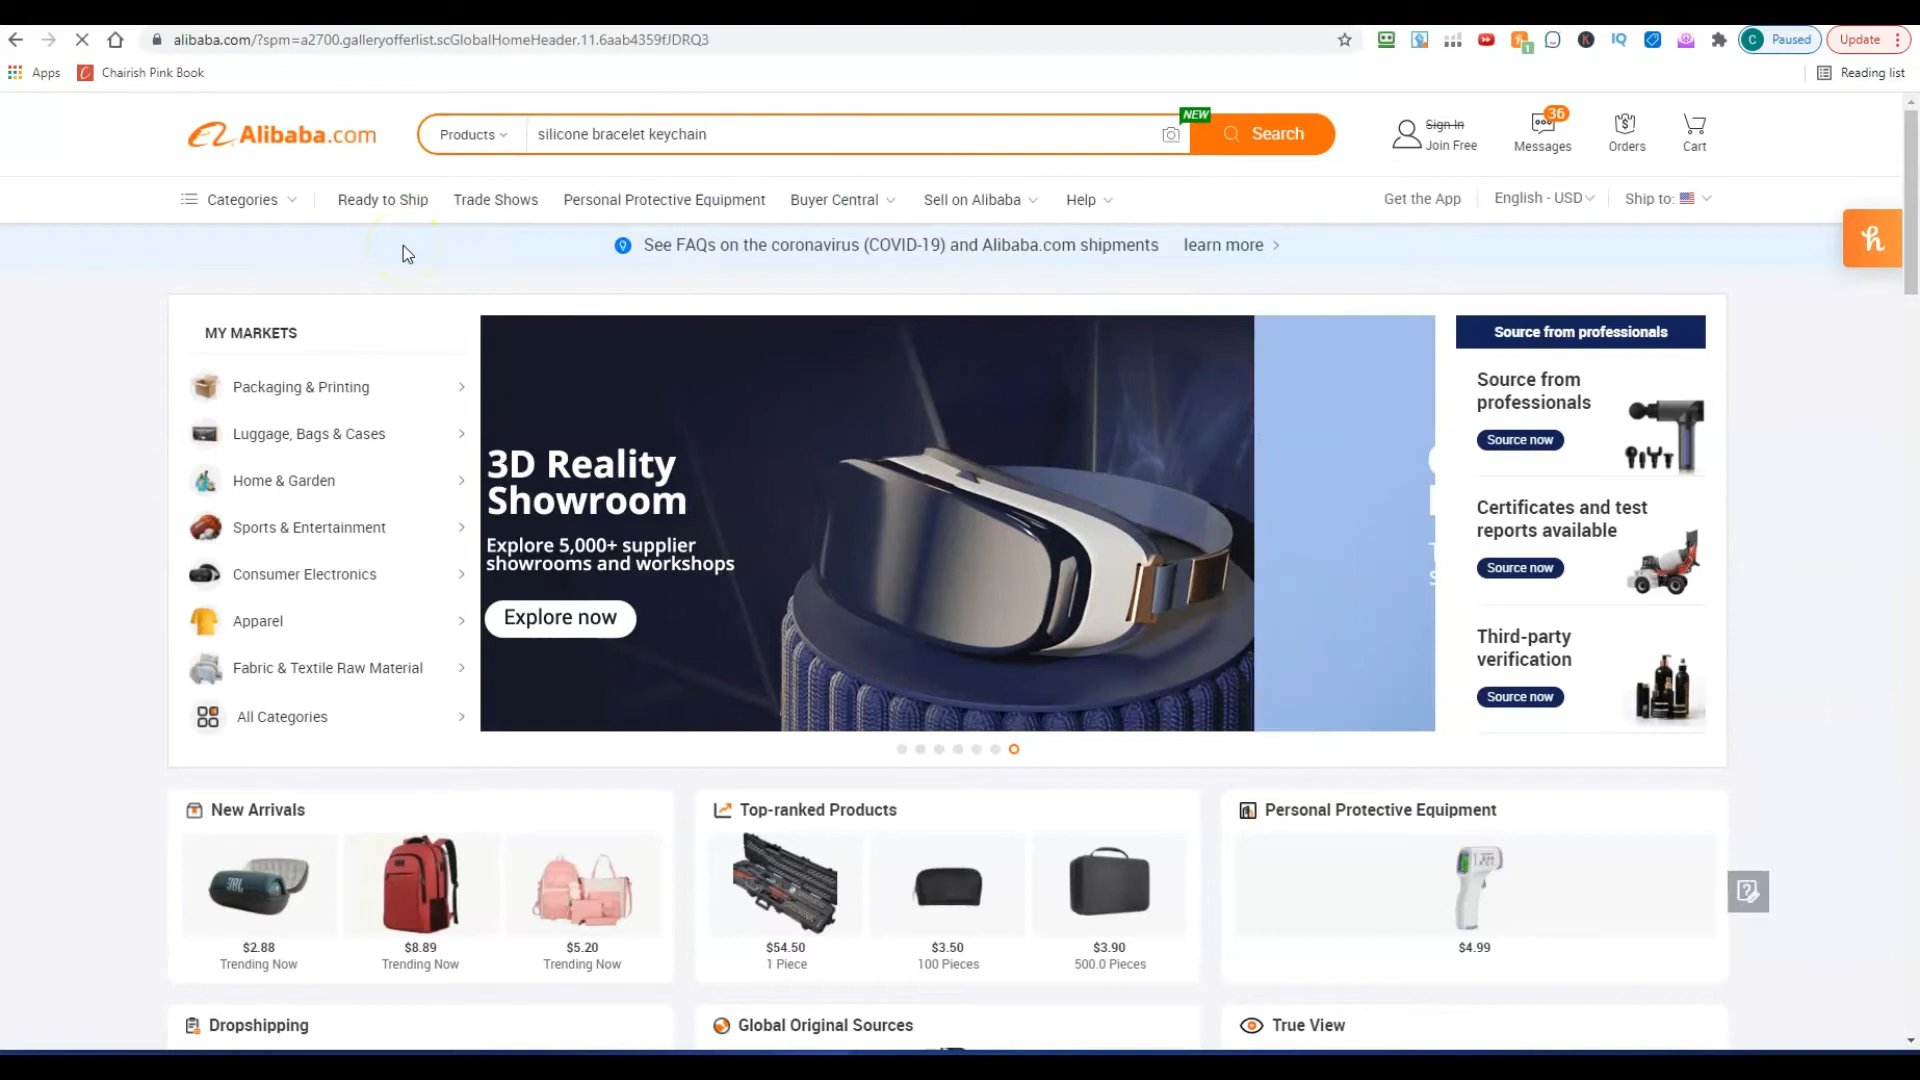 alibaba.com/?spm=a2700.galleryofferlist.scGlobalHomeHeader.11.6aab4359fJDRQ3
C Paused
Update
Apps
Chairish Pink Book
Reading list
Alibaba.com
Products
silicone bracelet keychain
NEW
Search
Sign In
Join Free
36
Messages
Orders
Cart
Categories
Ready to Ship
Trade Shows
Personal Protective Equipment
Buyer Central
Sell on Alibaba
Help
Get the App
English - USD
Ship to:
See FAQs on the coronavirus (COVID-19) and Alibaba.com shipments learn more
MY MARKETS
Packaging & Printing
Luggage, Bags & Cases
Home & Garden
Sports & Entertainment
Consumer Electronics
Apparel
Fabric & Textile Raw Material
All Categories
3D Reality
Showroom
Explore 5,000+ supplier
showrooms and workshops
Explore now
Source from professionals
Source from
professionals
Source now
Certificates and test
reports available
Source now
Third-party
verification
Source now
New Arrivals
JBL
$2.88
Trending Now
$8.89
Trending Now
$5.20
Trending Now
Top-ranked Products
$54.50
1 Piece
$3.50
100 Pieces
$3.90
500.0 Pieces
Personal Protective Equipment
$4.99
Dropshipping
Global Original Sources
True View